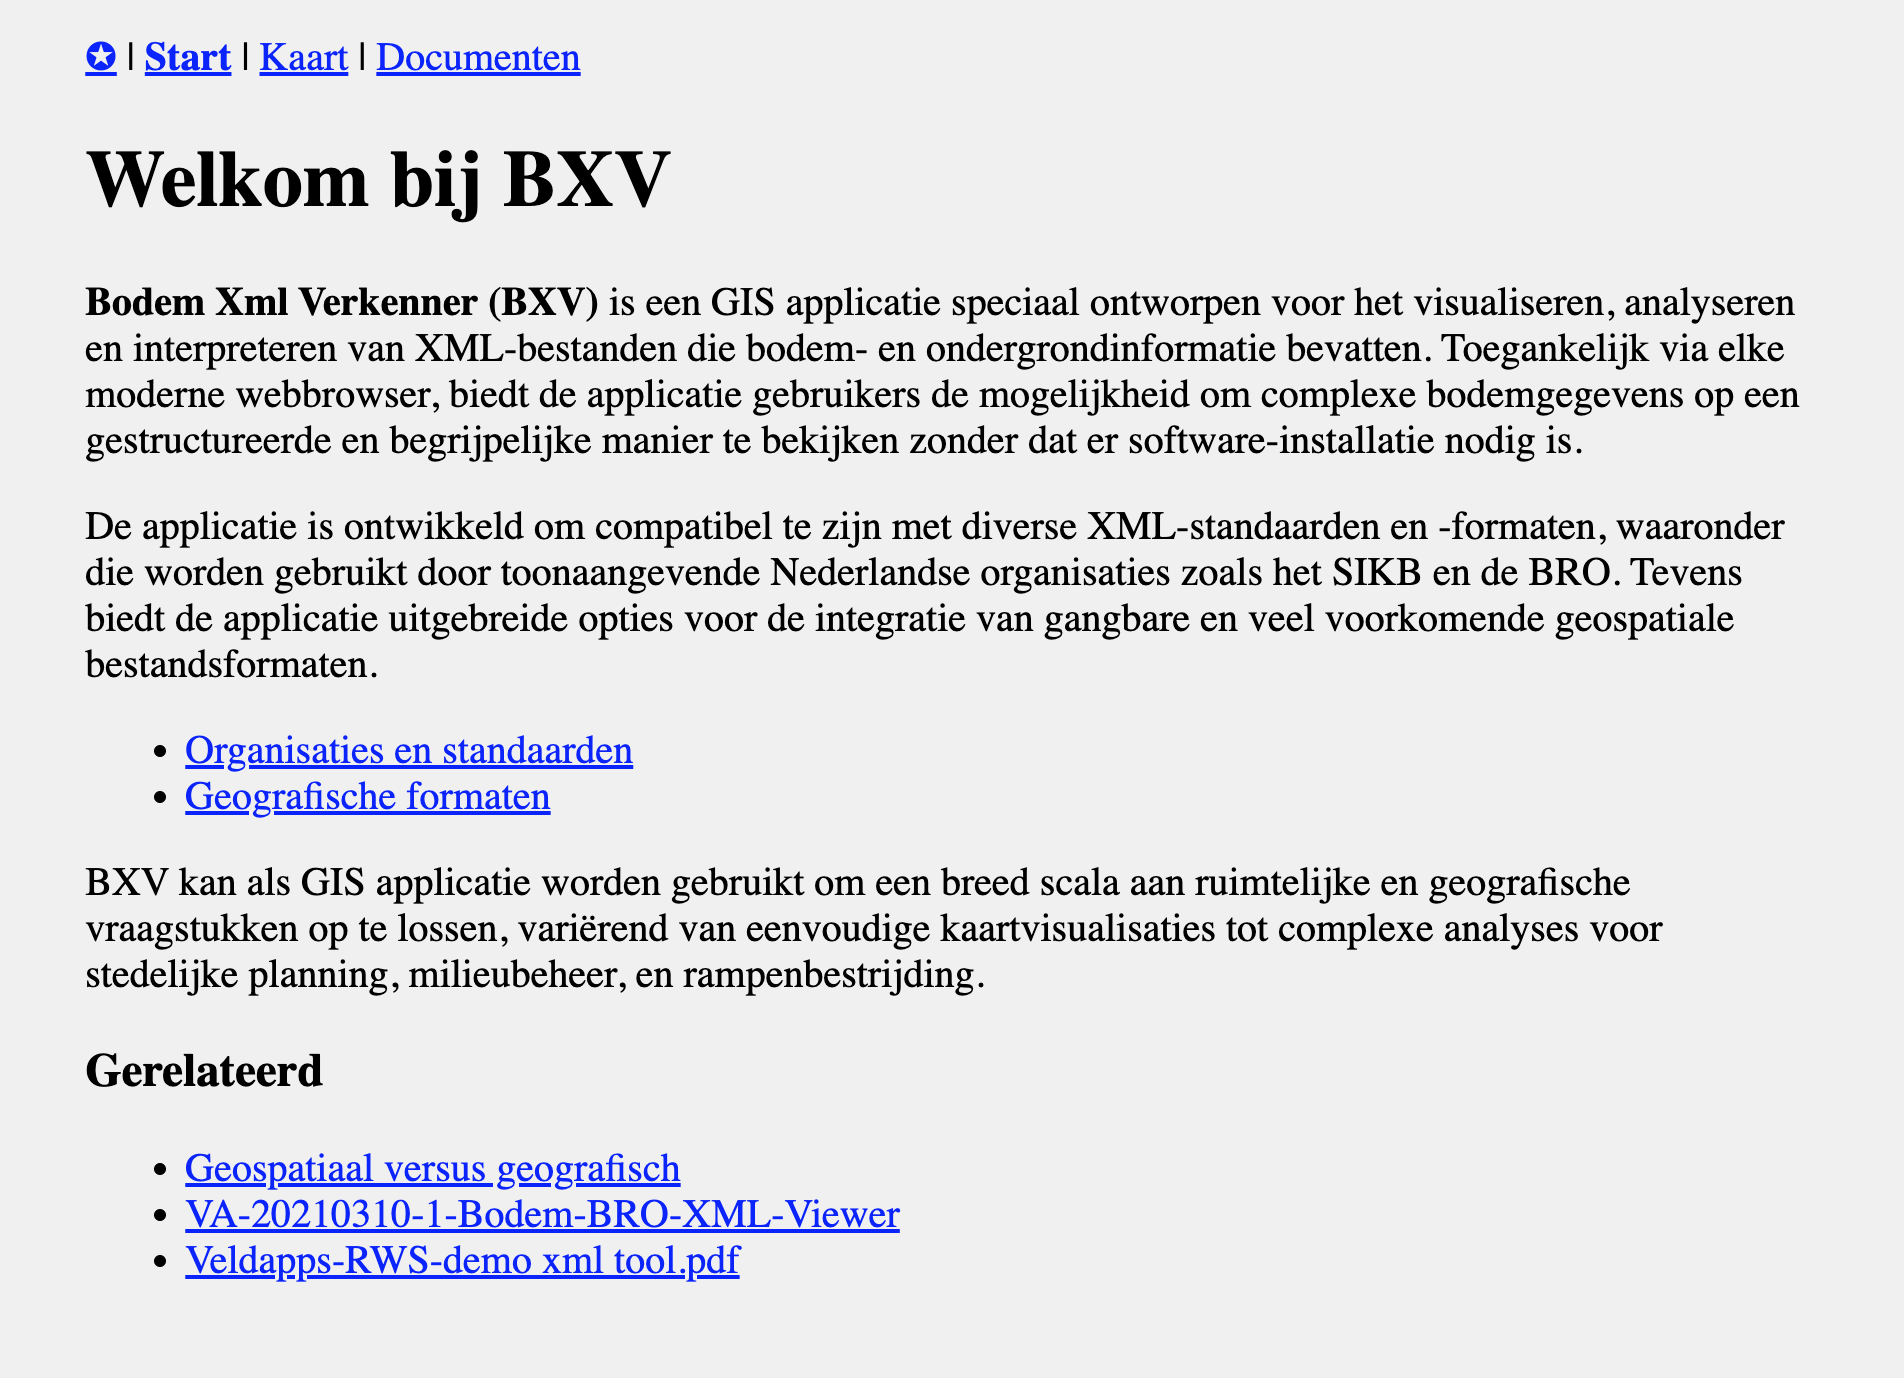 ✪ | Start | Kaart | Documenten
Welkom bij BXV
Bodem Xml Verkenner (BXV) is een GIS applicatie speciaal ontworpen voor het visualiseren, analyseren
en interpreteren van XML-bestanden die bodem- en ondergrondinformatie bevatten. Toegankelijk via elke
moderne webbrowser, biedt de applicatie gebruikers de mogelijkheid om complexe bodemgegevens op een
gestructureerde en begrijpelijke manier te bekijken zonder dat er software-installatie nodig is.
De applicatie is ontwikkeld om compatibel te zijn met diverse XML-standaarden en -formaten, waaronder
die worden gebruikt door toonaangevende Nederlandse organisaties zoals het SIKB en de BRO. Tevens
biedt de applicatie uitgebreide opties voor de integratie van gangbare en veel voorkomende geospatiale
bestandsformaten.
• Organisaties en standaarden
• Geografische formaten
BXV kan als GIS applicatie worden gebruikt om een breed scala aan ruimtelijke en geografische
vraagstukken op te lossen, variërend van eenvoudige kaartvisualisaties tot complexe analyses voor
stedelijke planning, milieubeheer, en rampenbestrijding.
Gerelateerd
• Geospatiaal versus geografisch
• VA-20210310-1-Bodem-BRO-XML-Viewer
• Veldapps-RWS-demo xml tool.pdf